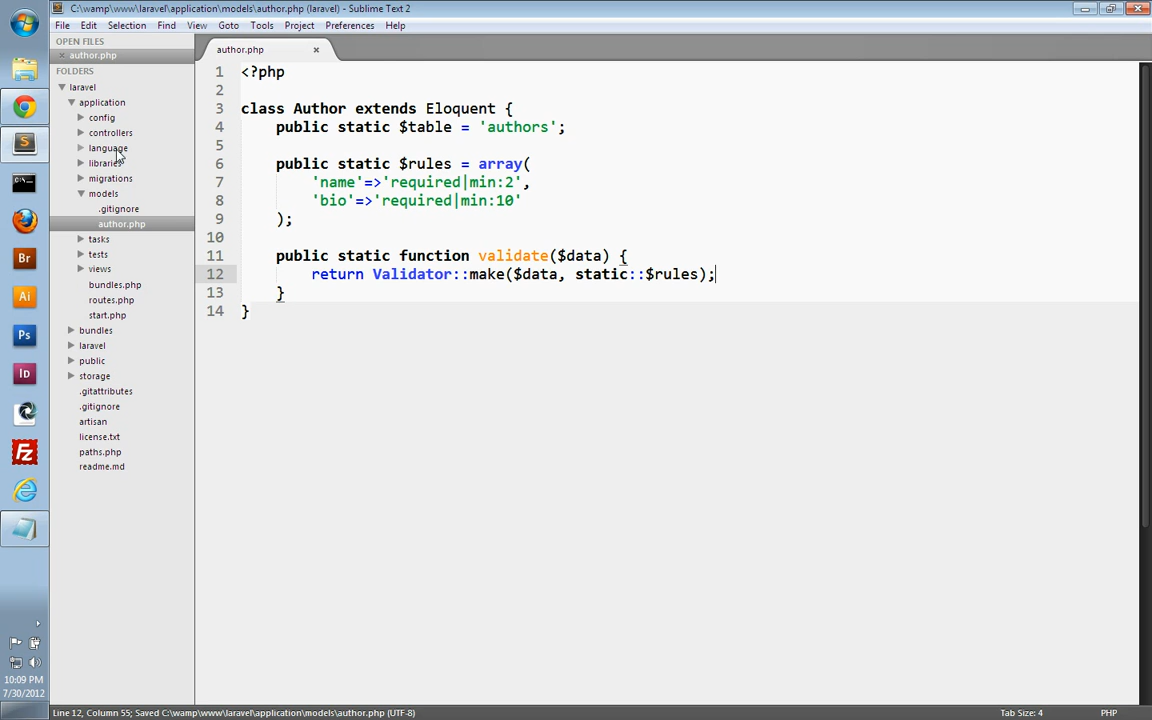 C:\wamp\www\laravel\application\models\author.php (laravel) - Sublime Text 2
File Edit Selection Find View Goto Tools Project Preferences Help
OPEN FILES
author.php
FOLDERS
laravel
application
config
controllers
language
libraries
migrations
models
.gitignore
author.php
tasks
tests
views
bundles.php
routes.php
start.php
bundles
laravel
public
storage
.gitattributes
.gitignore
artisan
license.txt
paths.php
readme.md
author.php
1 <?php
2
3 class Author extends Eloquent {
4 public static $table = 'authors';
5
6 public static $rules = array(
7 'name'=>'required|min:2',
8 'bio'=>'required|min:10'
9 );
10
11 public static function validate($data) {
12 return Validator::make($data, static::$rules);
13 }
14 }
S
Br
Ai
Ps
Id
Fz
10:09 PM
7/30/2012
Line 12, Column 55; Saved C:\wamp\www\laravel\application\models\author.php (UTF-8)
Tab Size: 4
PHP